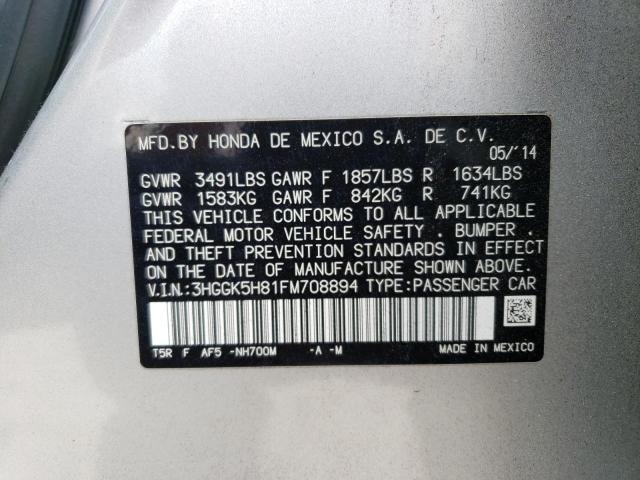 MFD.BY HONDA DE MEXICO S.A. DE C.V.
05/'14
GVWR 3491LBS GAWR F 1857LBS R 1634LBS
GVWR 1583KG GAWR F 842KG R 741KG
THIS VEHICLE CONFORMS TO ALL APPLICABLE
FEDERAL MOTOR VEHICLE SAFETY . BUMPER .
AND THEFT PREVENTION STANDARDS IN EFFECT
ON THE DATE OF MANUFACTURE SHOWN ABOVE.
V.I.N.:3HGGK5H81FM708894 TYPE:PASSENGER CAR
T5R F AF5 -NH700M -A -M MADE IN MEXICO